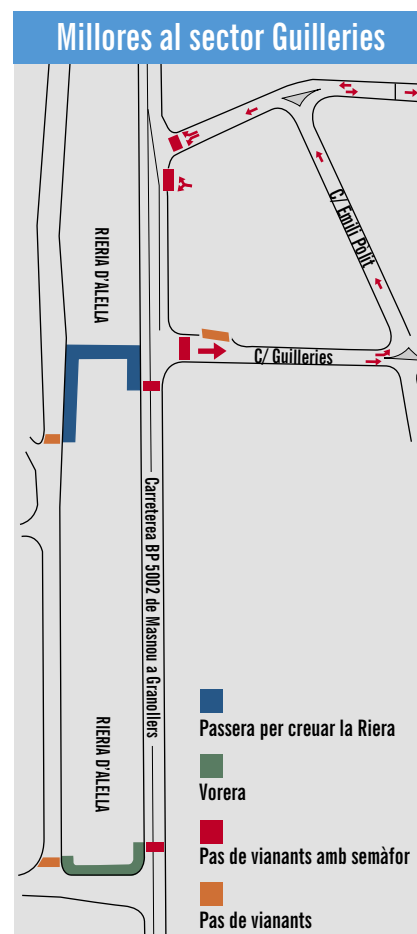 Millores al sector Guilleries
RIERIA D'ALELLA
C/ Emili Pòlit
C/ Guilleries
Carreterea BP 5002 de Masnou a Granollers
RIERIA D'ALELLA
Passera per creuar la Riera
Vorera
Pas de vianants amb semàfor
Pas de vianants